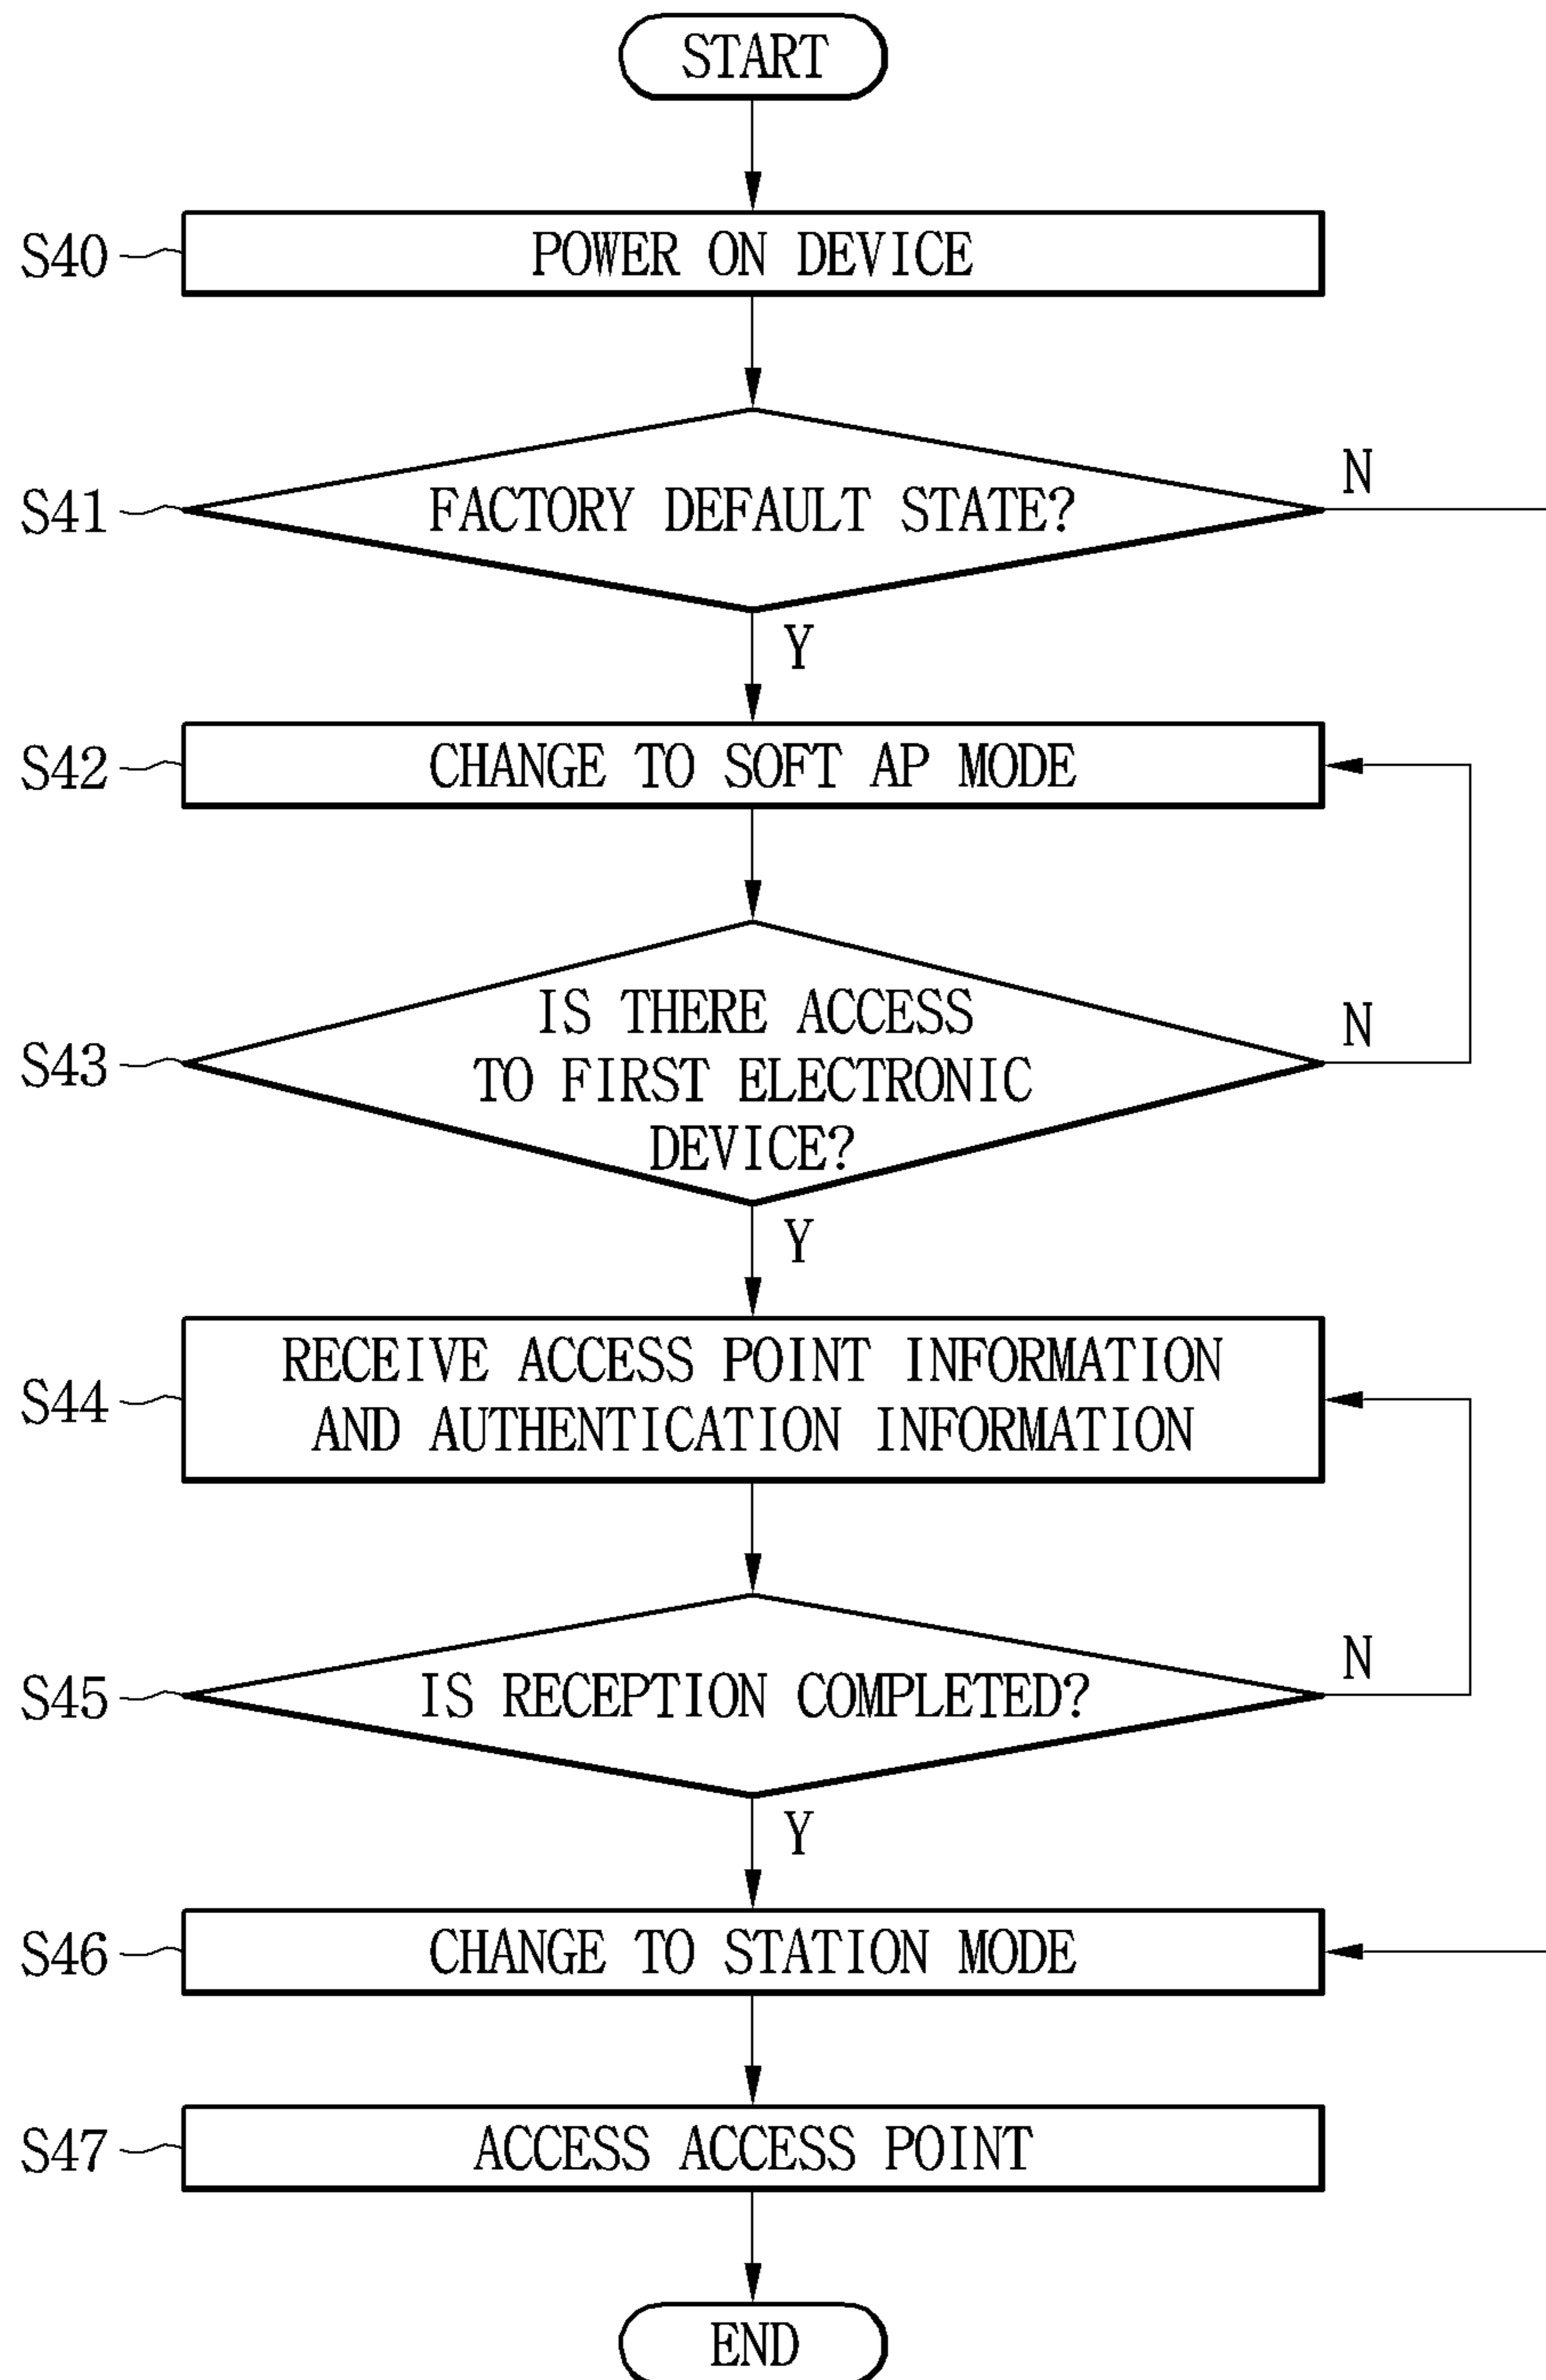 START
S40
POWER ON DEVICE
S41
FACTORY DEFAULT STATE?
N
Y
S42
CHANGE TO SOFT AP MODE
S43
IS THERE ACCESS
TO FIRST ELECTRONIC
DEVICE?
N
Y
S44
RECEIVE ACCESS POINT INFORMATION
AND AUTHENTICATION INFORMATION
S45
IS RECEPTION COMPLETED?
N
Y
S46
CHANGE TO STATION MODE
S47
ACCESS ACCESS POINT
END